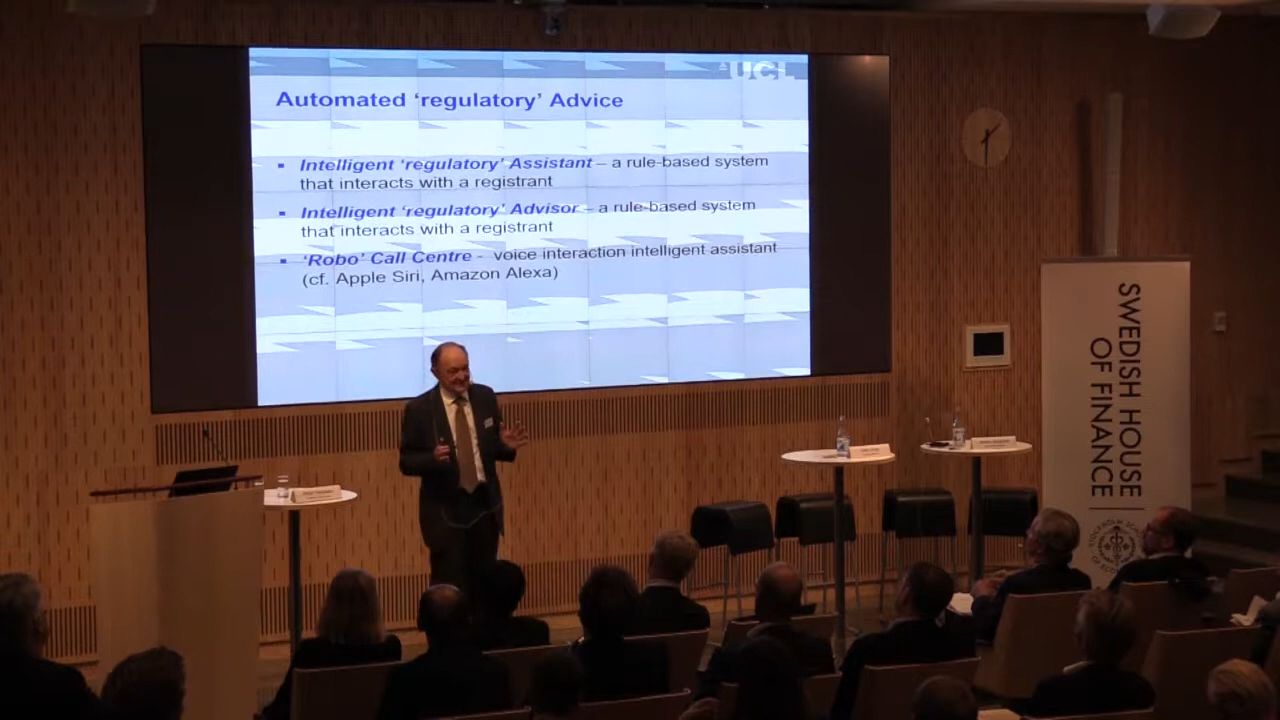 UCL
Automated ‘regulatory’ Advice
▪ Intelligent ‘regulatory’ Assistant – a rule-based system
that interacts with a registrant
▪ Intelligent ‘regulatory’ Advisor – a rule-based system
that interacts with a registrant
▪ ‘Robo’ Call Centre - voice interaction intelligent assistant
(cf. Apple Siri, Amazon Alexa)
SWEDISH HOUSE
OF FINANCE